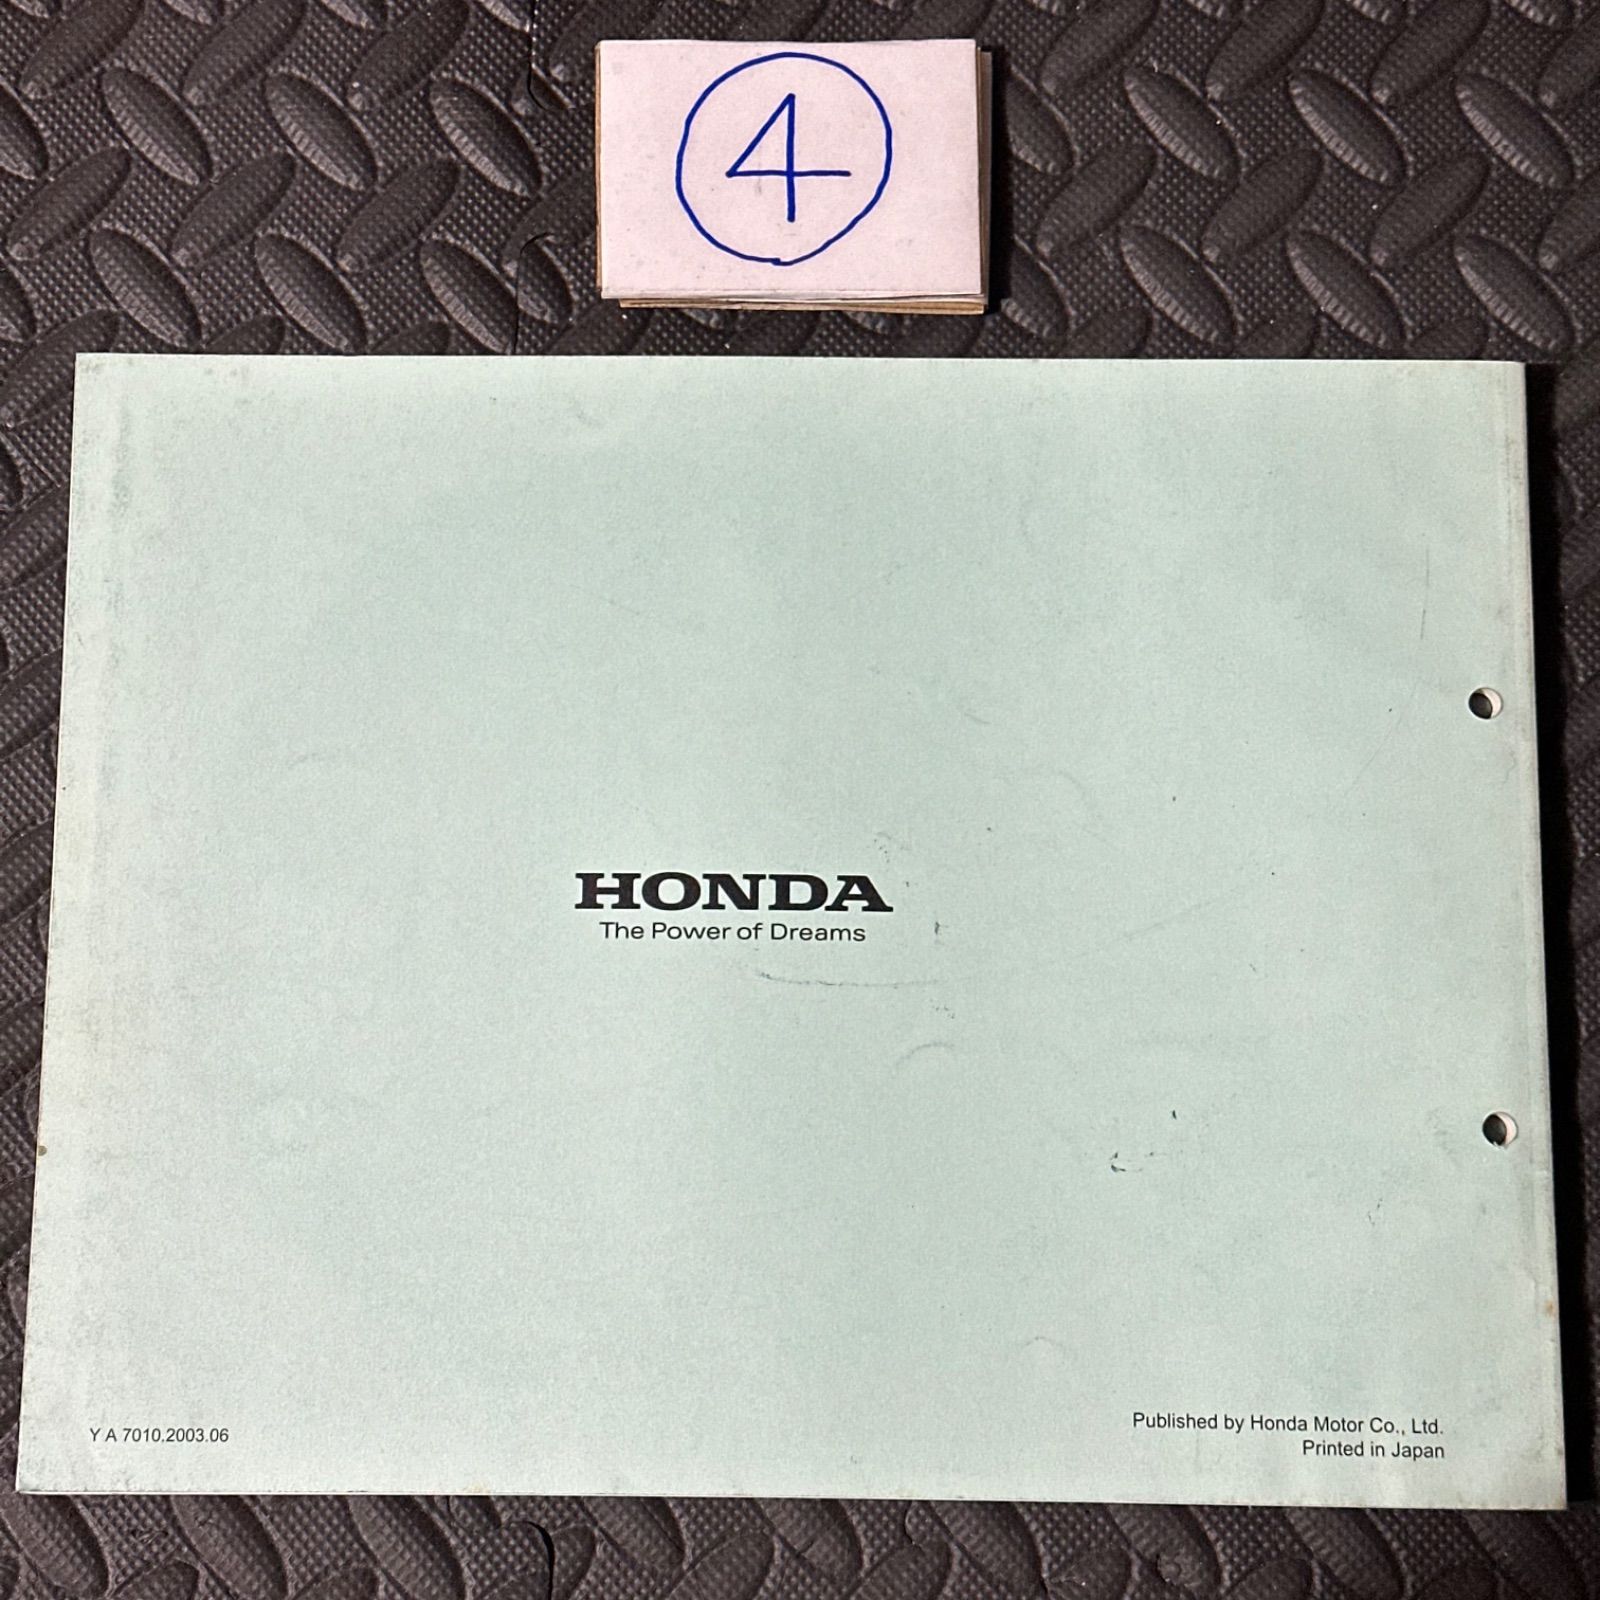 ④
HONDA
The Power of Dreams
Y A 7010.2003.06
Published by Honda Motor Co., Ltd.
Printed in Japan